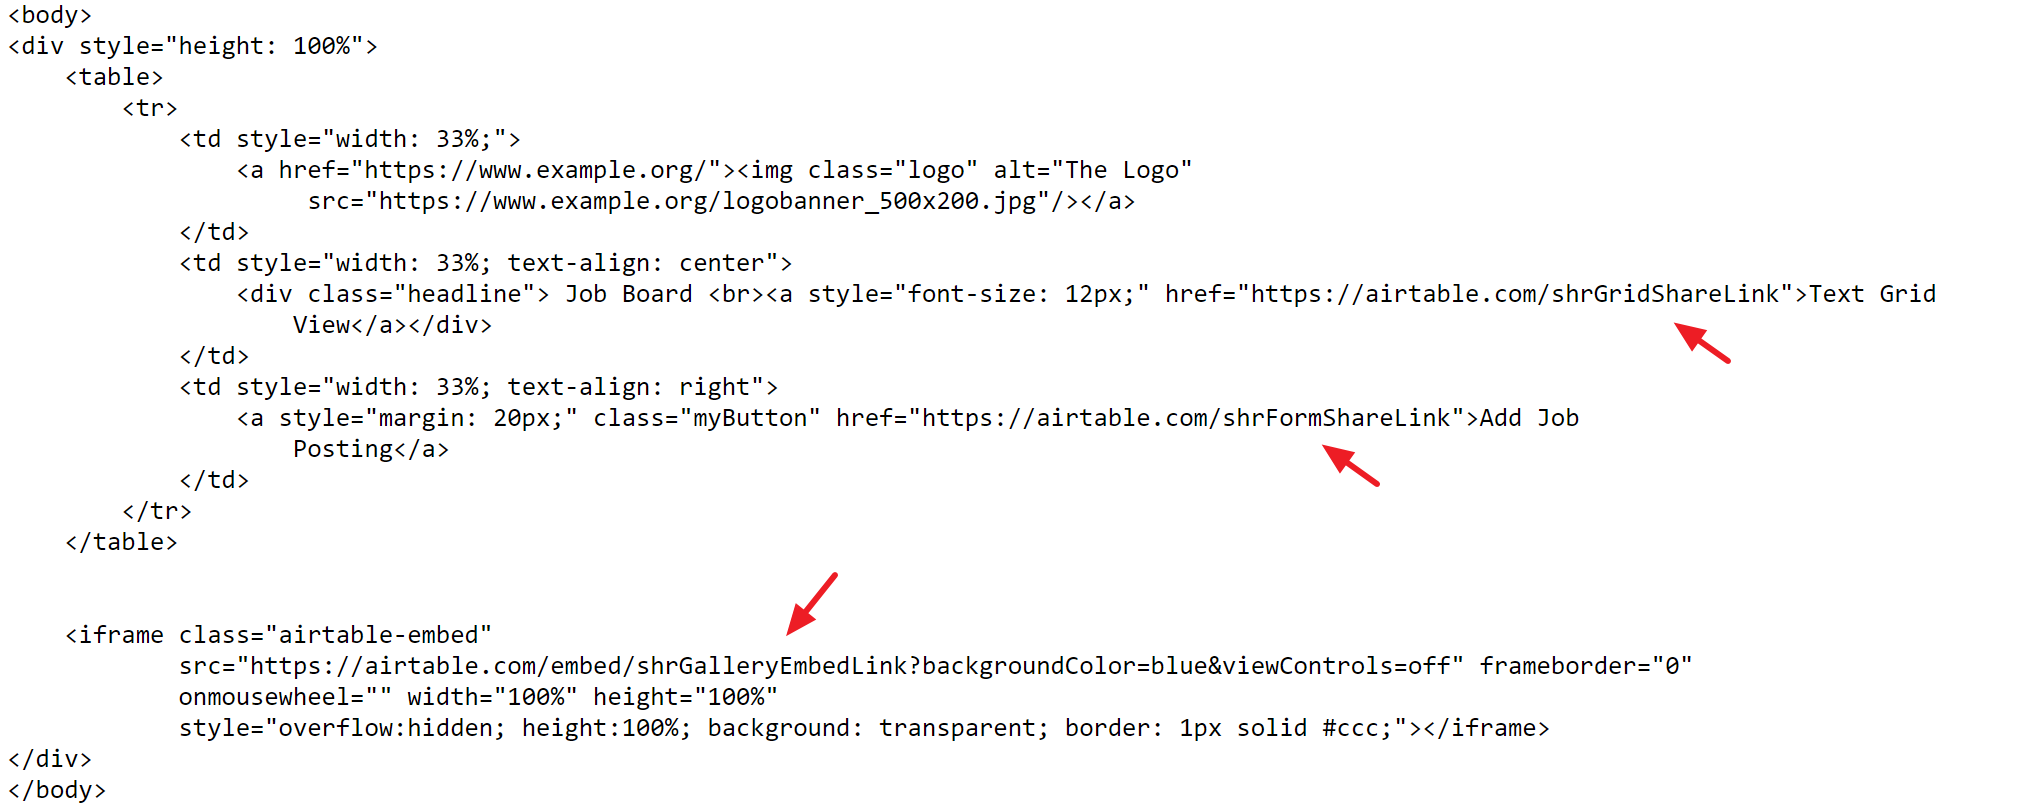 <body>
<div style="height: 100%">
    <table>
        <tr>
            <td style="width: 33%;">
                <a href="https://www.example.org/"><img class="logo" alt="The Logo"
                     src="https://www.example.org/logobanner_500x200.jpg"/></a>
            </td>
            <td style="width: 33%; text-align: center">
                <div class="headline"> Job Board <br><a style="font-size: 12px;" href="https://airtable.com/shrGridShareLink">Text Grid
                    View</a></div>
            </td>
            <td style="width: 33%; text-align: right">
                <a style="margin: 20px;" class="myButton" href="https://airtable.com/shrFormShareLink">Add Job
                    Posting</a>
            </td>
        </tr>
    </table>
    <iframe class="airtable-embed"
            src="https://airtable.com/embed/shrGalleryEmbedLink?backgroundColor=blue&viewControls=off" frameborder="0"
            onmousewheel="" width="100%" height="100%"
            style="overflow:hidden; height:100%; background: transparent; border: 1px solid #ccc;"></iframe>
</div>
</body>